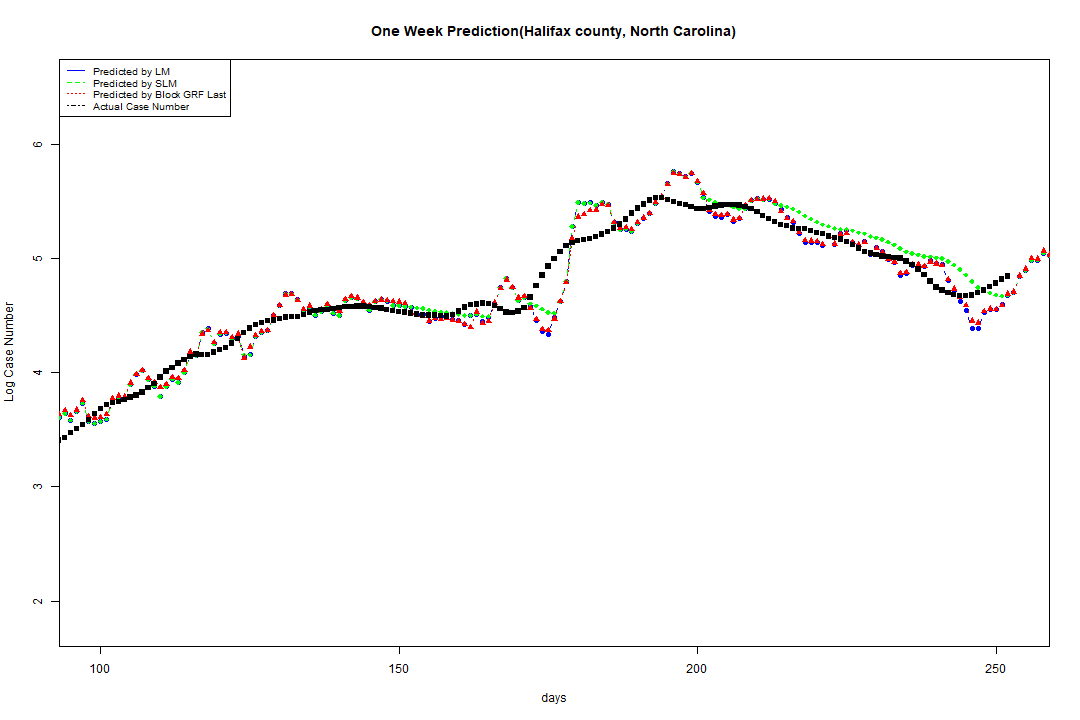 One Week Prediction(Halifax county, North Carolina)
Predicted by LM
Predicted by SLM
Predicted by Block GRF Last
Actual Case Number
6
5
4
3
2
Log Case Number
100 150 200 250
days